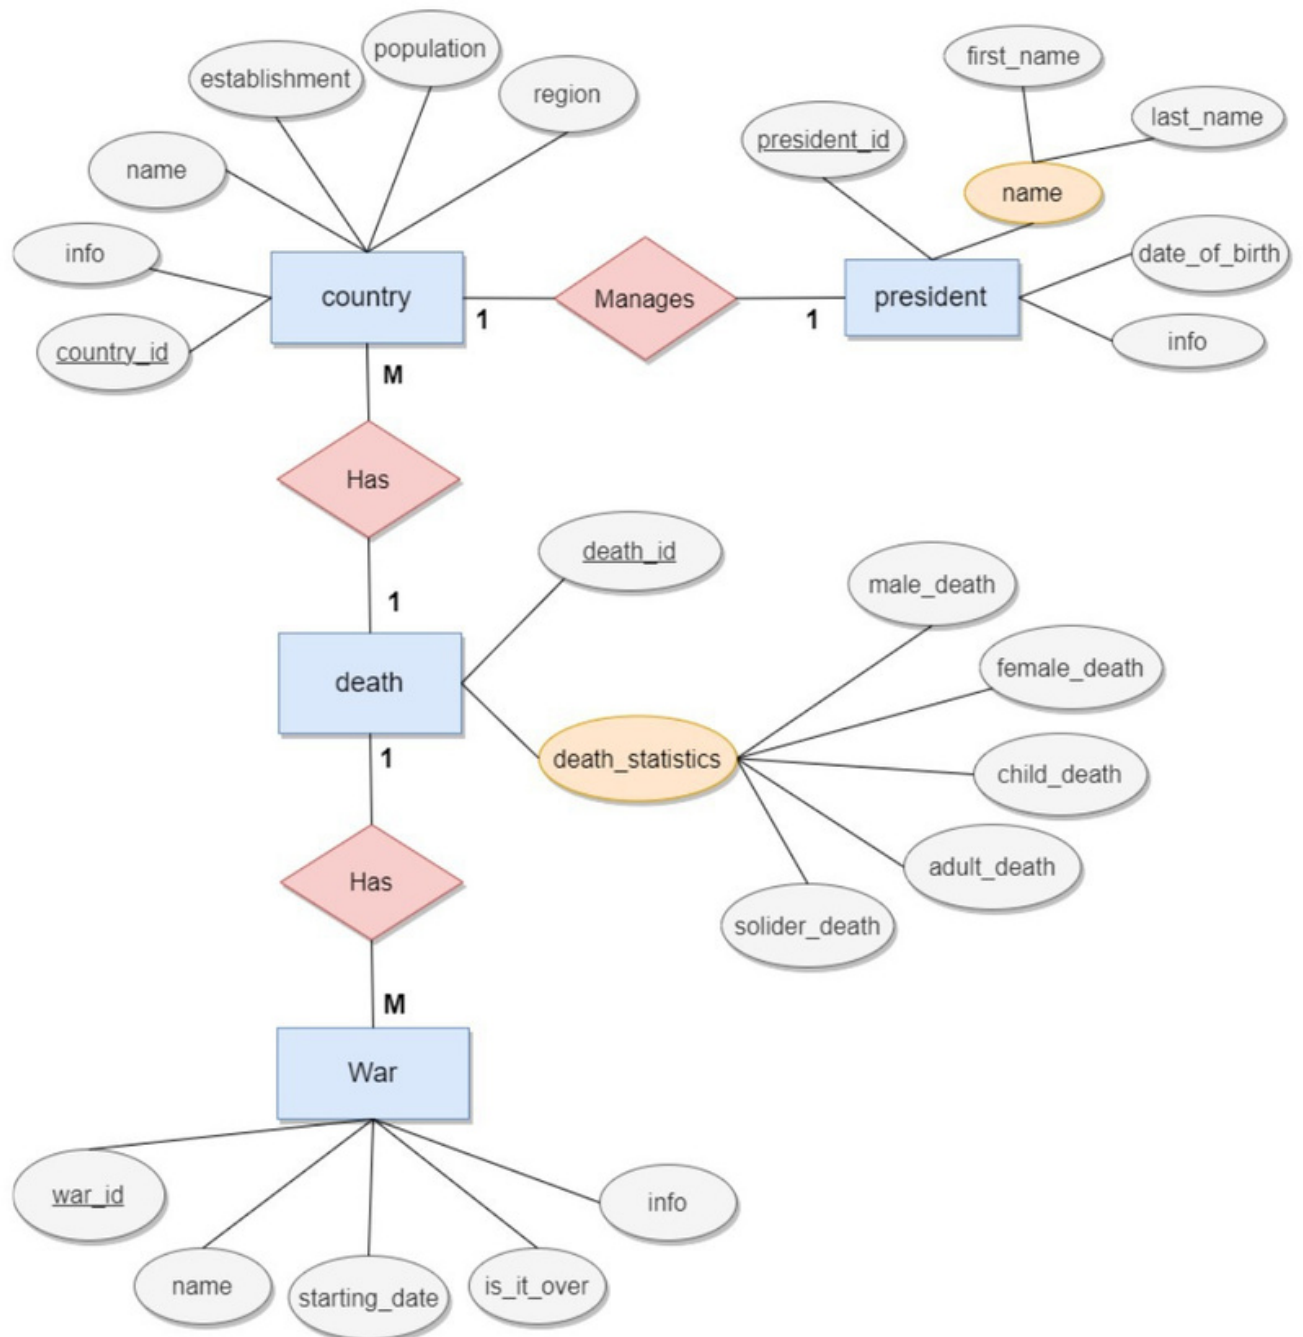 population
first_name
establishment
region
last_name
president_id
name
name
info
date_of_birth
country
Manages
president
1
1
info
country_id
M
Has
death_id
male_death
1
female_death
death
1
death_statistics
child_death
adult_death
Has
solider_death
M
War
war_id
info
name
starting_date
is_it_over